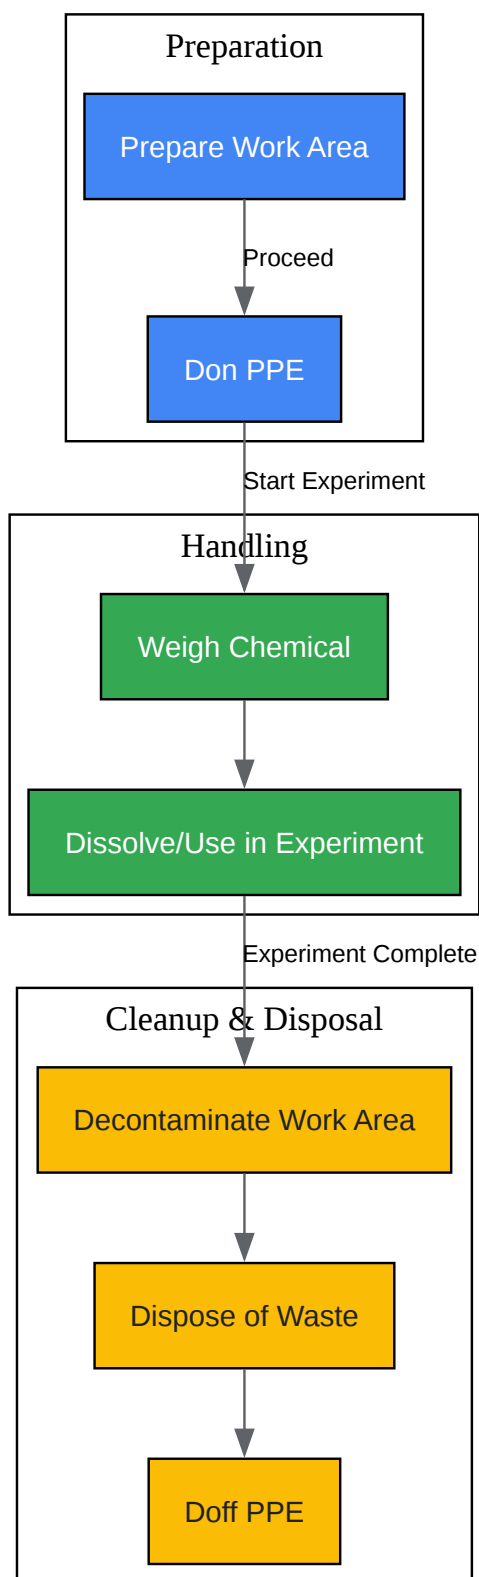 Preparation
Prepare Work Area
Proceed
Don PPE
Start Experiment
Handling
Weigh Chemical
Dissolve/Use in Experiment
Experiment Complete
Cleanup & Disposal
Decontaminate Work Area
Dispose of Waste
Doff PPE